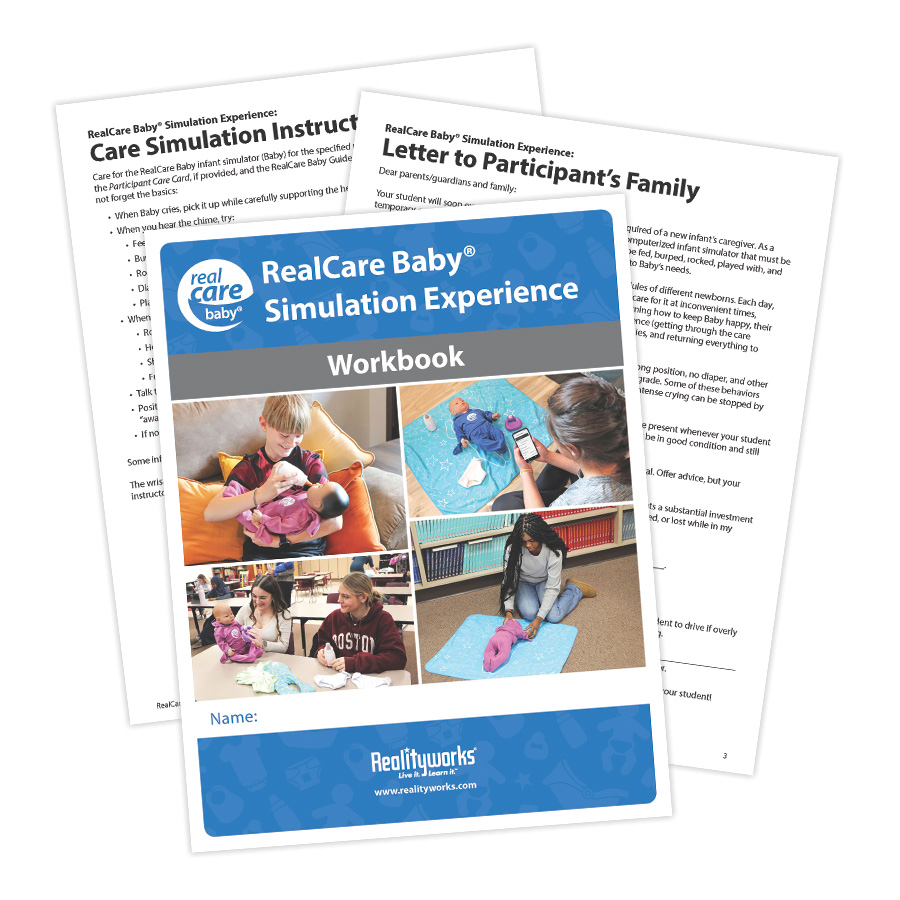 RealCare Baby® Simulation Experience:
Care Simulation Instruct
Care for the RealCare Baby infant simulator (Baby) for the specified
the Participant Care Card, if provided, and the RealCare Baby Guide
not forget the basics:
• When Baby cries, pick it up while carefully supporting the he
• When you hear the chime, try:
• Fee
• Bu
• Ro
• Dia
• Pla
• When
• Ro
• He
• Sh
• Fe
• Talk t
• Posit
"awa
• If no
Some inf
The wris
instructo
RealCa
RealCare Baby® Simulation Experience:
Letter to Participant's Family
Dear parents/guardians and family:
Your student will soon
temporary
quired of a new infant's caregiver. As a
mputerized infant simulator that must be
be fed, burped, rocked, played with, and
to Baby's needs.
ules of different newborns. Each day,
care for it at inconvenient times,
rning how to keep Baby happy, their
ence (getting through the care
ies, and returning everything to
ong position, no diaper, and other
grade. Some of these behaviors
ntense crying can be stopped by
e present whenever your student
be in good condition and still
al. Offer advice, but your
ts a substantial investment
ed, or lost while in my
dent to drive if overly
g.
or.
your student!
3
real
care
baby®
RealCare Baby®
Simulation Experience
Workbook
BOSTON
Name:
Realityworks®
Live it. Learn it.™
www.realityworks.com